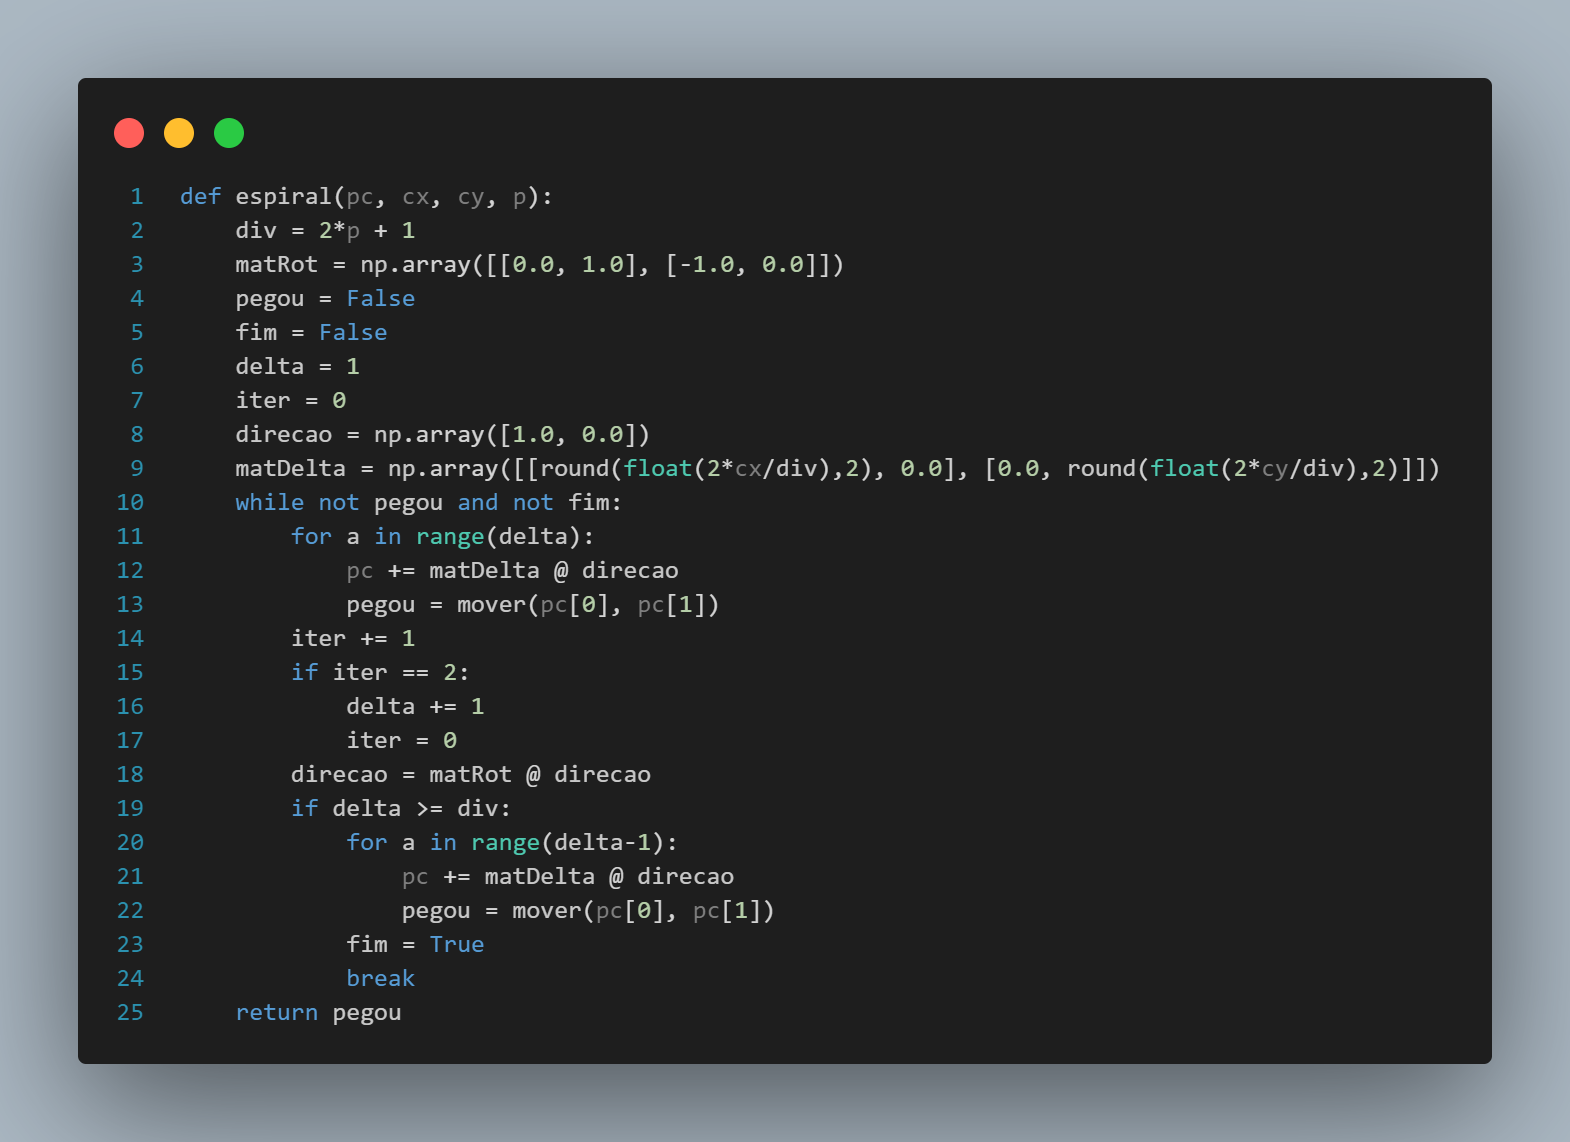 1 def espiral(pc, cx, cy, p):
2     div = 2*p + 1
3     matRot = np.array([[0.0, 1.0], [-1.0, 0.0]])
4     pegou = False
5     fim = False
6     delta = 1
7     iter = 0
8     direcao = np.array([1.0, 0.0])
9     matDelta = np.array([[round(float(2*cx/div),2), 0.0], [0.0, round(float(2*cy/div),2)]])
10     while not pegou and not fim:
11         for a in range(delta):
12             pc += matDelta @ direcao
13             pegou = mover(pc[0], pc[1])
14         iter += 1
15         if iter == 2:
16             delta += 1
17             iter = 0
18         direcao = matRot @ direcao
19         if delta >= div:
20             for a in range(delta-1):
21                 pc += matDelta @ direcao
22                 pegou = mover(pc[0], pc[1])
23             fim = True
24             break
25     return pegou